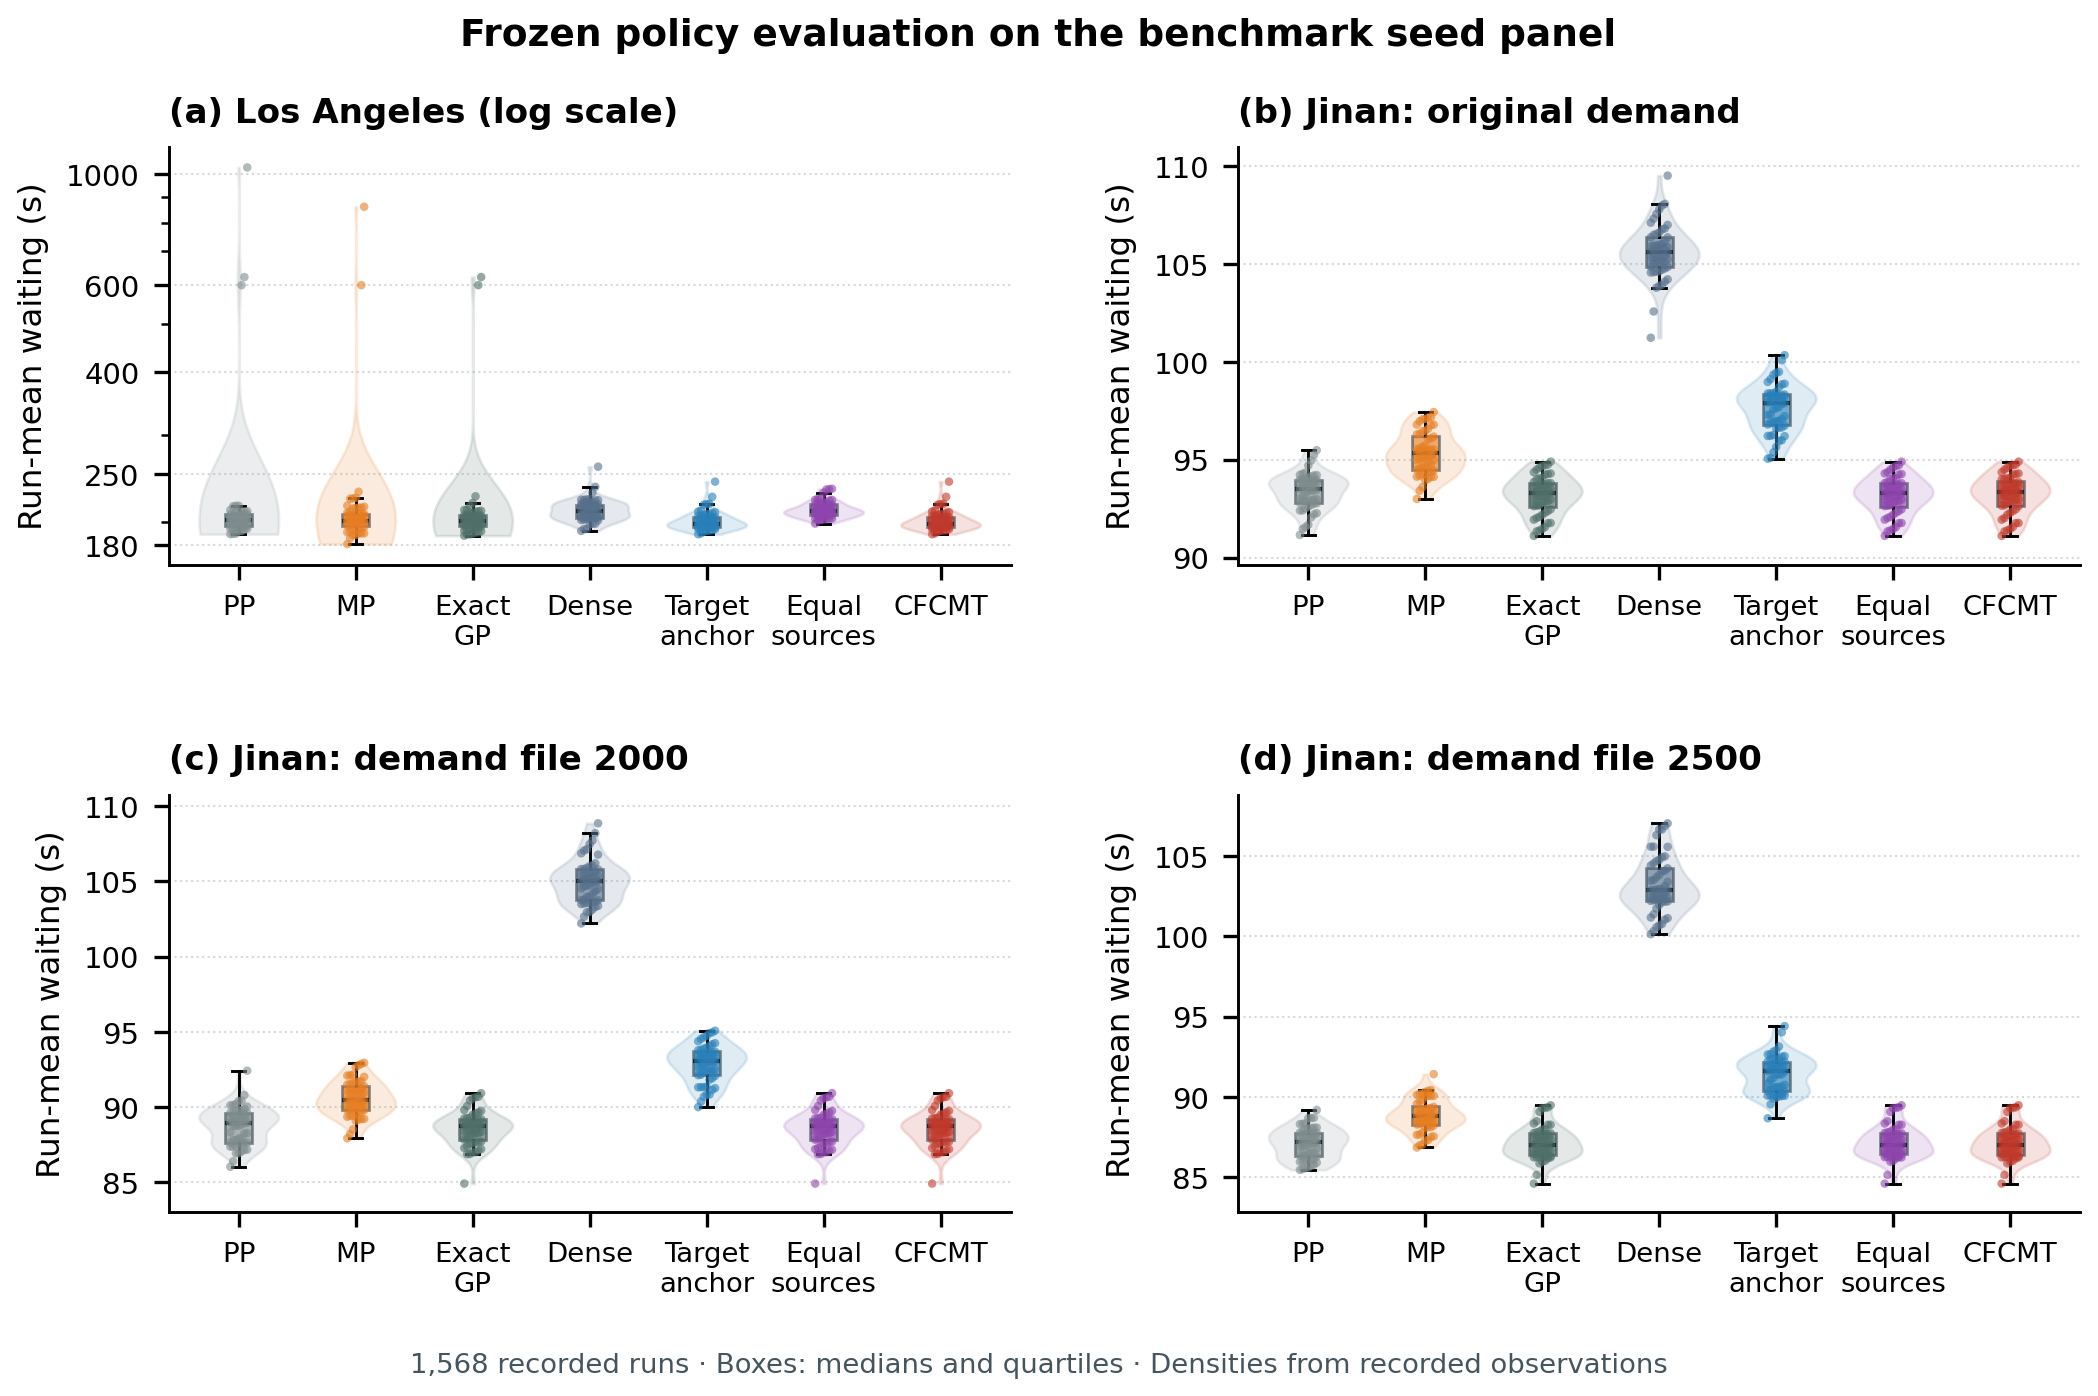 Frozen policy evaluation on the benchmark seed panel
(a) Los Angeles (log scale)
Run-mean waiting (s)
1000
600
400
250
180
PP
MP
Exact
GP
Dense
Target
anchor
Equal
sources
CFCMT
(b) Jinan: original demand
Run-mean waiting (s)
110
105
100
95
90
PP
MP
Exact
GP
Dense
Target
anchor
Equal
sources
CFCMT
(c) Jinan: demand file 2000
Run-mean waiting (s)
110
105
100
95
90
85
PP
MP
Exact
GP
Dense
Target
anchor
Equal
sources
CFCMT
(d) Jinan: demand file 2500
Run-mean waiting (s)
105
100
95
90
85
PP
MP
Exact
GP
Dense
Target
anchor
Equal
sources
CFCMT
1,568 recorded runs · Boxes: medians and quartiles · Densities from recorded observations